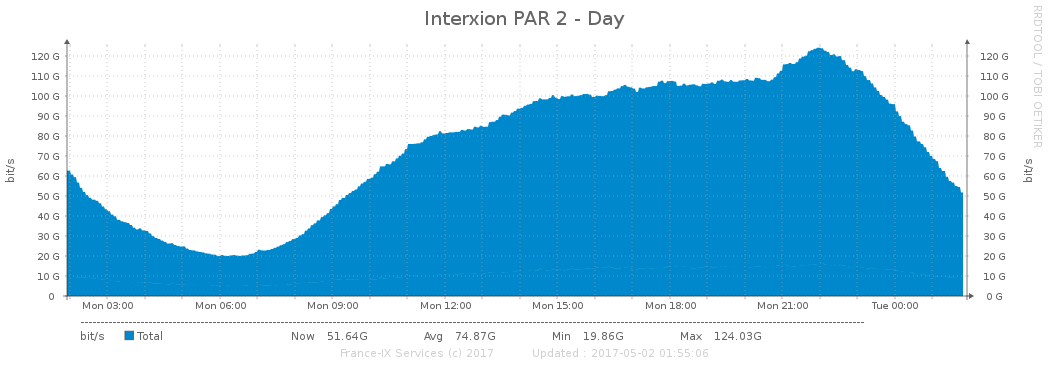 Interxion PAR 2 - Day
RRDTOOL / TOBI OETIKER
bit/s
120 G
110 G
100 G
90 G
80 G
70 G
60 G
50 G
40 G
30 G
20 G
10 G
0
120 G
110 G
100 G
90 G
80 G
70 G
60 G
50 G
40 G
30 G
20 G
10 G
0 G
bit/s
Mon 03:00 Mon 06:00 Mon 09:00 Mon 12:00 Mon 15:00 Mon 18:00 Mon 21:00 Tue 00:00
bit/s Total Now 51.64G Avg 74.87G Min 19.86G Max 124.03G
France-IX Services (c) 2017 Updated : 2017-05-02 01:55:06